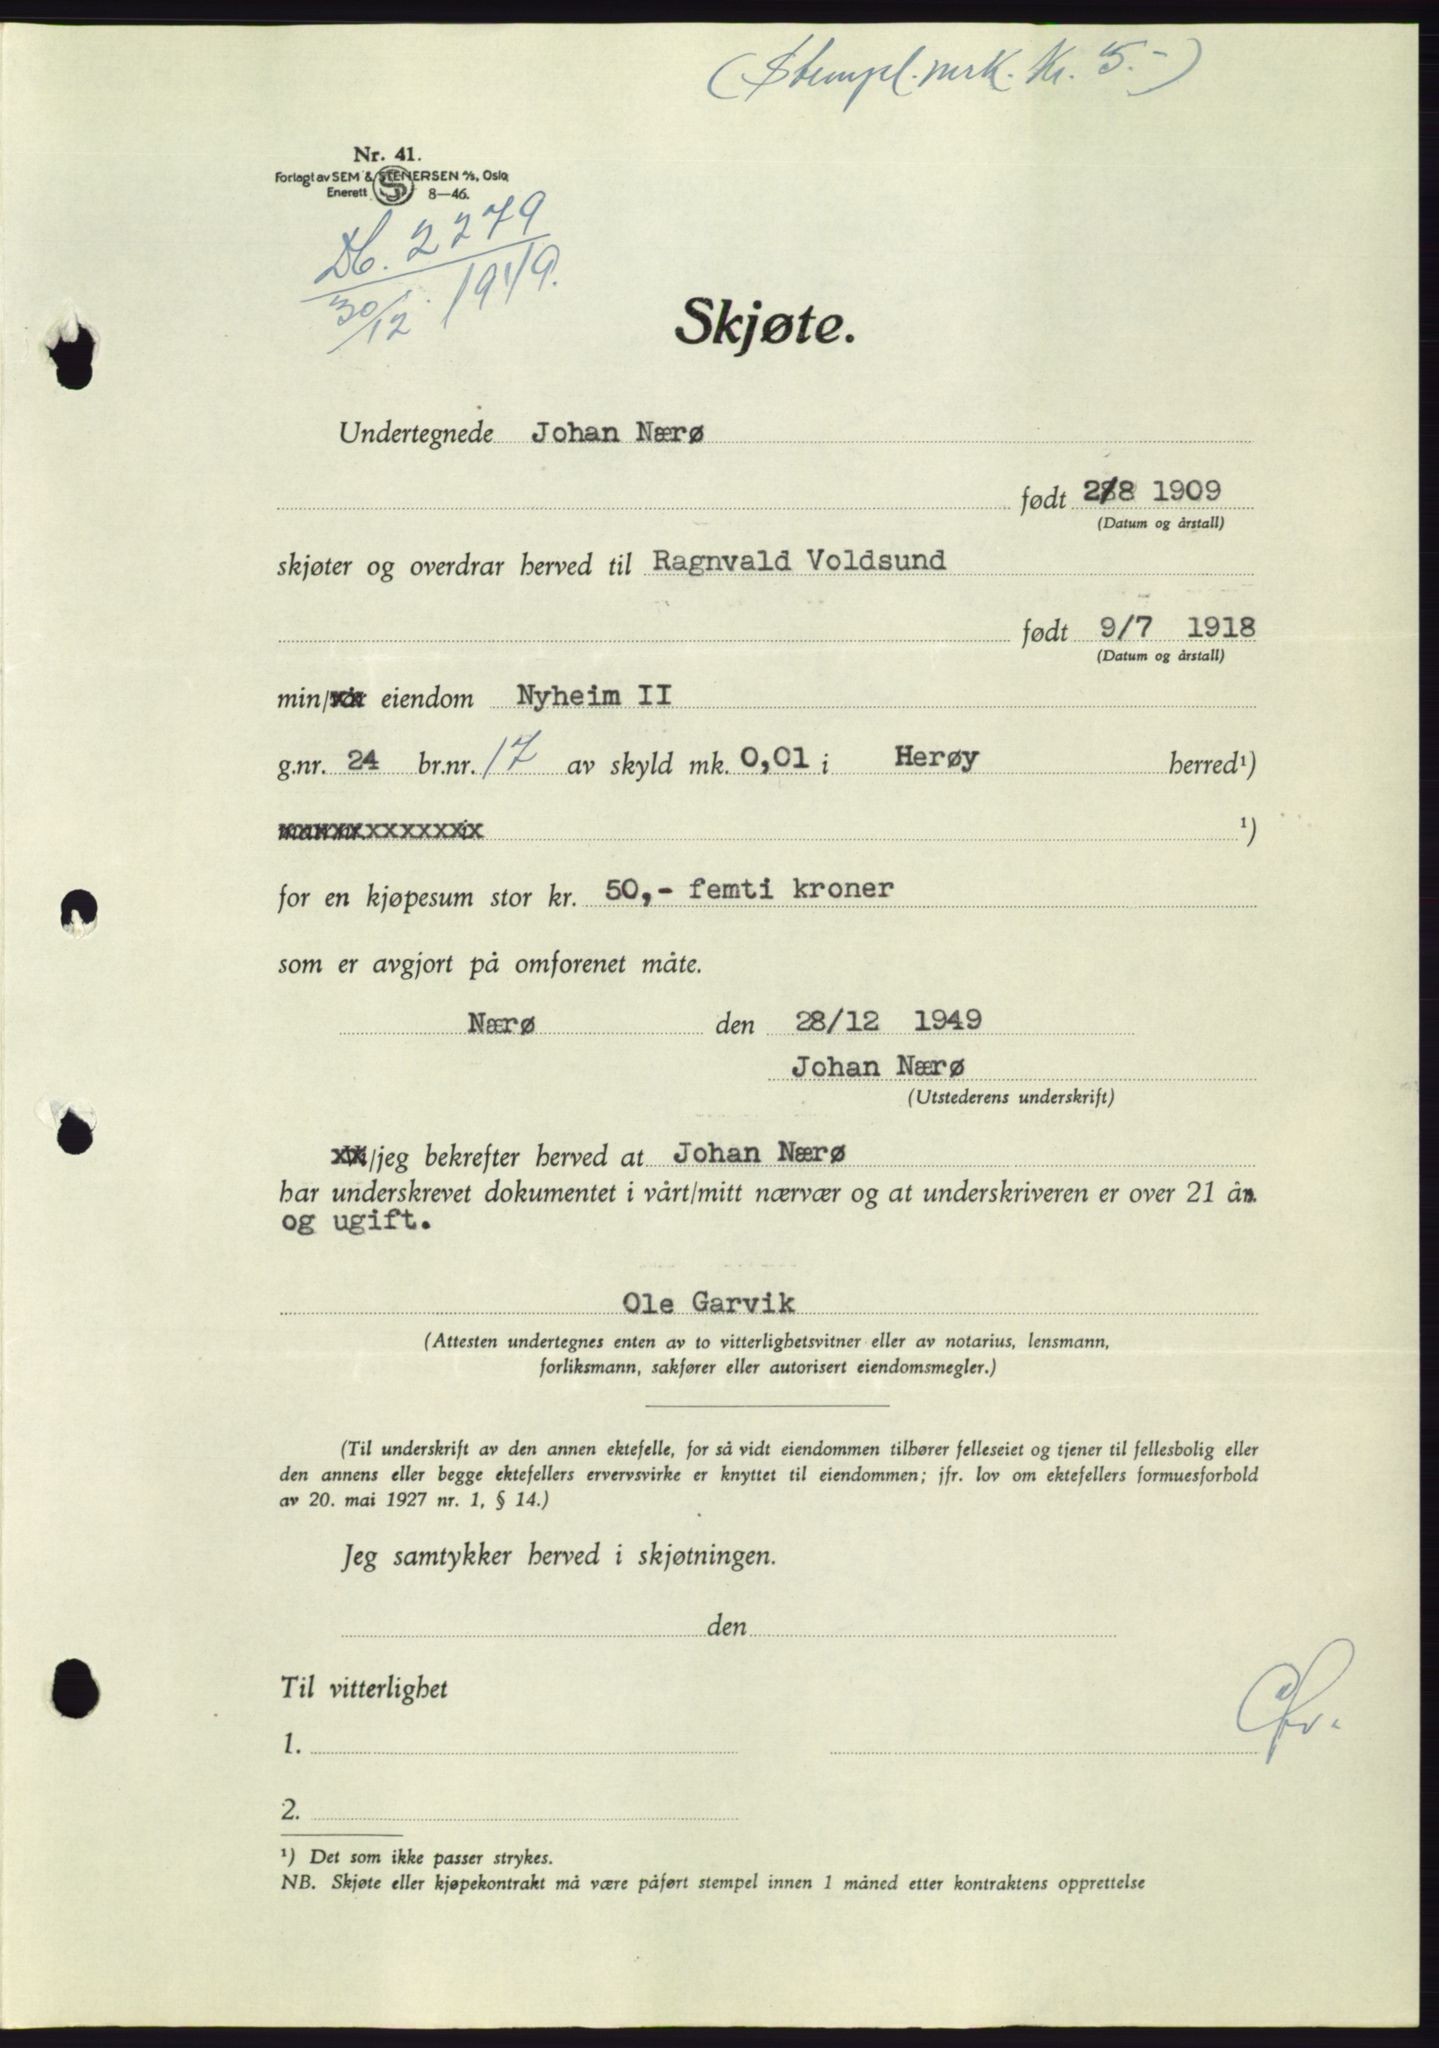 (Stempl.merk. Kr. 5.-)
Nr. 41.
Forlagt av SEM & STENERSEN A/S, Oslo
Enerett 8—46.
Db. 2279
30/12. 1949.
Skjøte.
Undertegnede Johan Nærø
født 2/8 1909
(Datum og årstall)
skjøter og overdrar herved til Ragnvald Voldsund
født 9/7 1918
(Datum og årstall)
min/ eiendom Nyheim II
g.nr. 24 br.nr. 17 av skyld mk. 0,01 i Herøy herred¹)
¹)
for en kjøpesum stor kr. 50,- femti kroner
som er avgjort på omforenet måte.
Nærø den 28/12 1949
Johan Nærø
(Utstederens underskrift)
/jeg bekrefter herved at Johan Nærø
har underskrevet dokumentet i vårt/mitt nærvær og at underskriveren er over 21 år
og ugift.
Ole Garvik
(Attesten undertegnes enten av to vitterlighetsvitner eller av notarius, lensmann,
forliksmann, sakfører eller autorisert eiendomsmegler.)
(Til underskrift av den annen ektefelle, for så vidt eiendommen tilhører felleseiet og tjener til fellesbolig eller
den annens eller begge ektefellers ervervsvirke er knyttet til eiendommen; jfr. lov om ektefellers formuesforhold
av 20. mai 1927 nr. 1, § 14.)
Jeg samtykker herved i skjøtningen.
den
Til vitterlighet
1.
2.
¹) Det som ikke passer strykes.
NB. Skjøte eller kjøpekontrakt må være påført stempel innen 1 måned etter kontraktens opprettelse